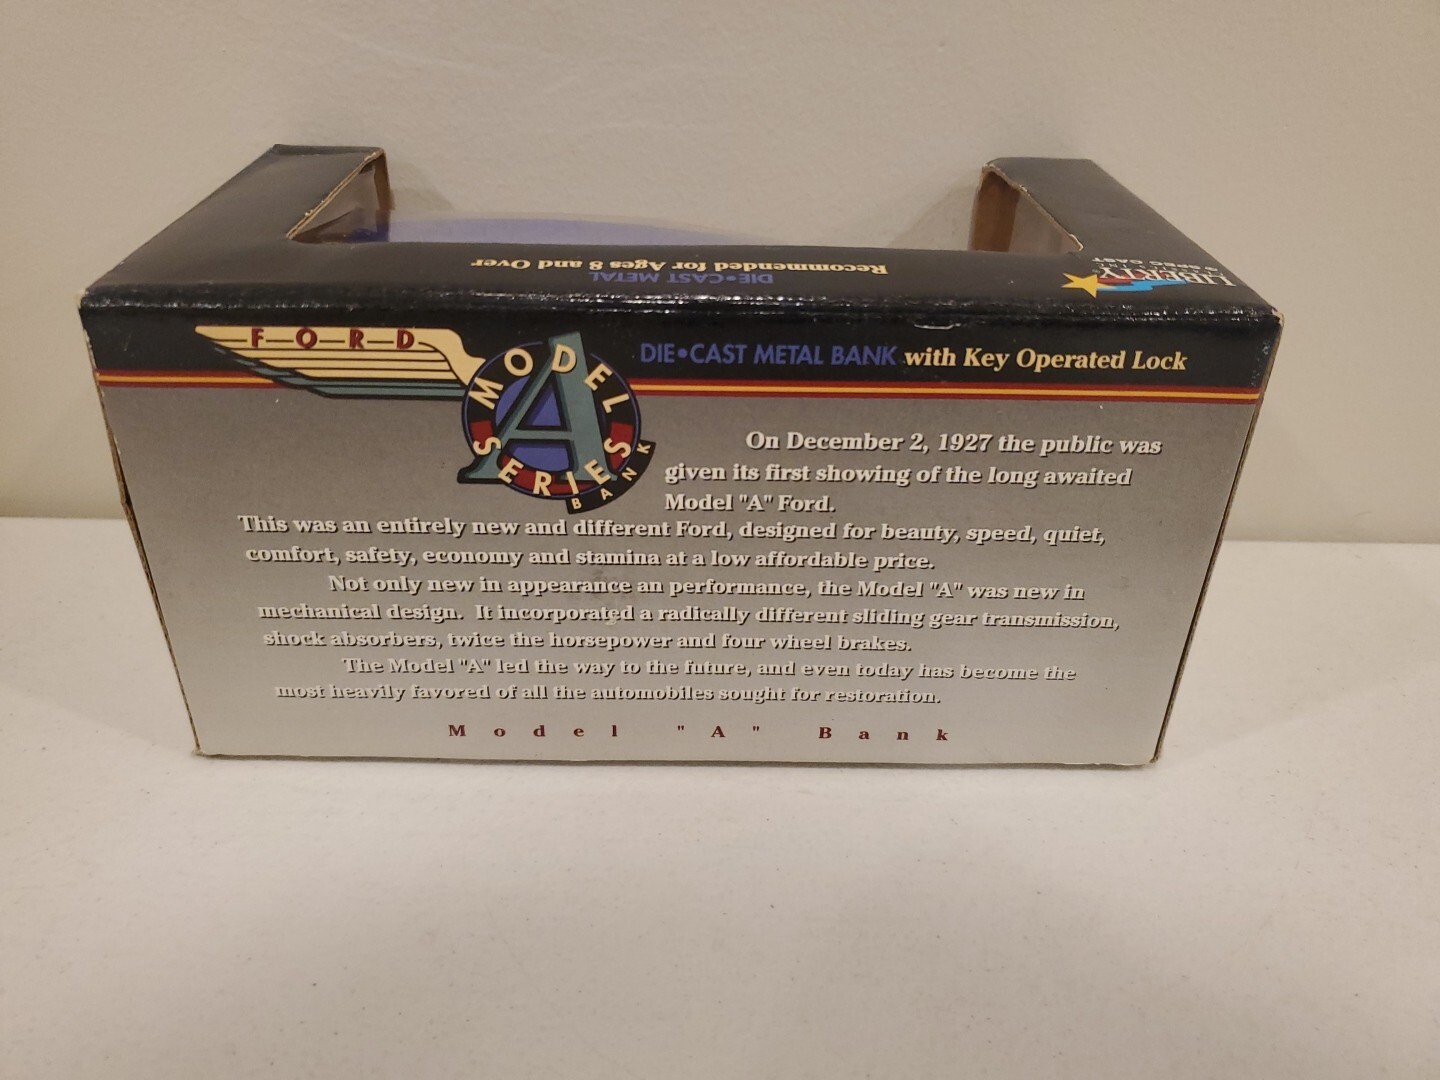 DIE•CAST METAL
Recommended for Ages 8 and Over
LIBERTY
SPEC CAST
FORD
MODEL
A
SERIES
BANK
DIE•CAST METAL BANK with Key Operated Lock
On December 2, 1927 the public was
given its first showing of the long awaited
Model "A" Ford.
This was an entirely new and different Ford, designed for beauty, speed, quiet,
comfort, safety, economy and stamina at a low affordable price.
Not only new in appearance an performance, the Model "A" was new in
mechanical design. It incorporated a radically different sliding gear transmission,
shock absorbers, twice the horsepower and four wheel brakes.
The Model "A" led the way to the future, and even today has become the
most heavily favored of all the automobiles sought for restoration.
Model "A" Bank